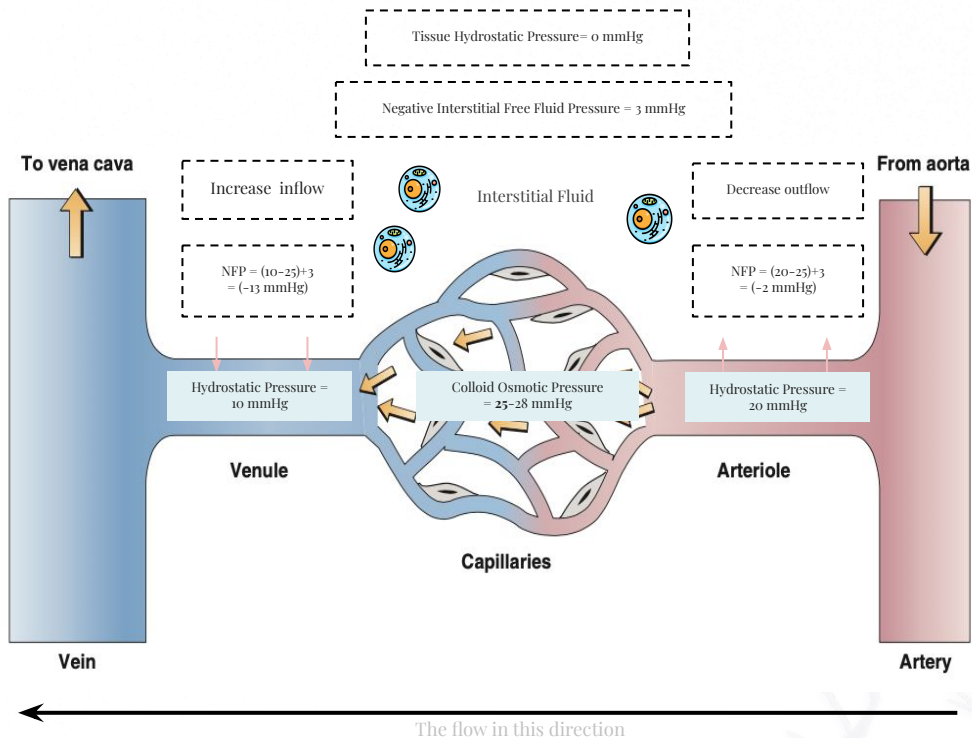 Tissue Hydrostatic Pressure= 0 mmHg
Negative Interstitial Free Fluid Pressure = 3 mmHg
To vena cava
Increase inflow
Interstitial Fluid
Decrease outflow
From aorta
NFP = (10-25)+3
= (-13 mmHg)
NFP = (20-25)+3
= (-2 mmHg)
Hydrostatic Pressure =
10 mmHg
Colloid Osmotic Pressure
= 25-28 mmHg
Hydrostatic Pressure =
20 mmHg
Venule
Arteriole
Capillaries
Vein
Artery
The flow in this direction